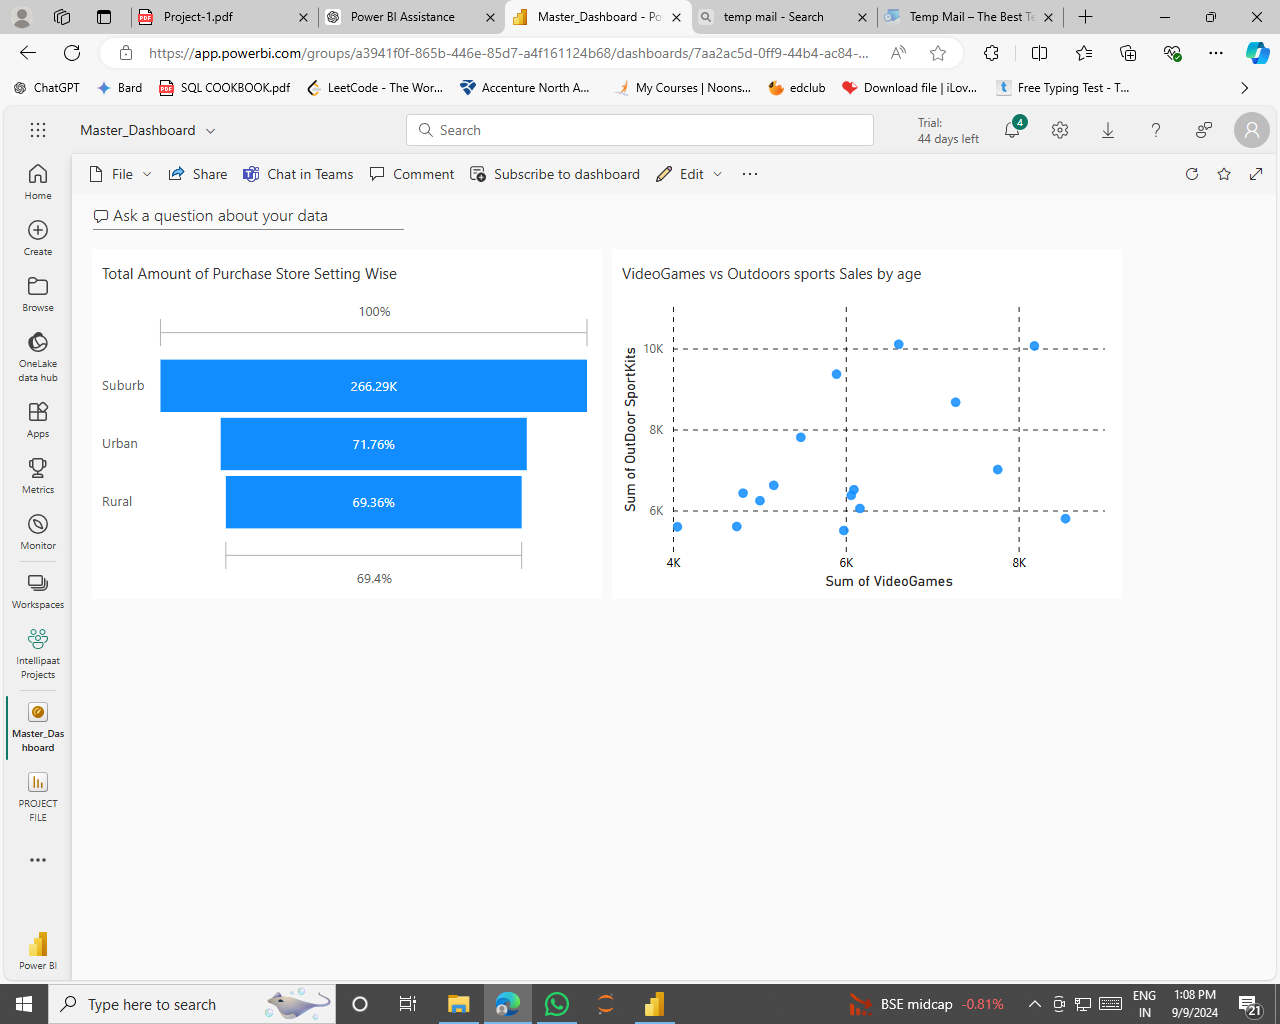 Project-1.pdf
Power BI Assistance
Master_Dashboard - Po
temp mail - Search
Temp Mail – The Best Te
https://app.powerbi.com/groups/a3941f0f-865b-446e-85d7-a4f161124b68/dashboards/7aa2ac5d-0ff9-44b4-ac84-...
ChatGPT
Bard
SQL COOKBOOK.pdf
LeetCode - The Wor...
Accenture North A...
My Courses | Noons...
edclub
Download file | iLov...
Free Typing Test - T...
Master_Dashboard
Search
Trial:
44 days left
4
File
Share
Chat in Teams
Comment
Subscribe to dashboard
Edit
Home
Create
Browse
OneLake
data hub
Apps
Metrics
Monitor
Workspaces
Intellipaat
Projects
Master_Das
hboard
PROJECT
FILE
Power BI
Ask a question about your data
Total Amount of Purchase Store Setting Wise
100%
Suburb
266.29K
Urban
71.76%
Rural
69.36%
69.4%
VideoGames vs Outdoors sports Sales by age
Sum of OutDoor SportKits
10K
8K
6K
4K
6K
8K
Sum of VideoGames
Type here to search
BSE midcap
-0.81%
ENG
IN
1:08 PM
9/9/2024
21